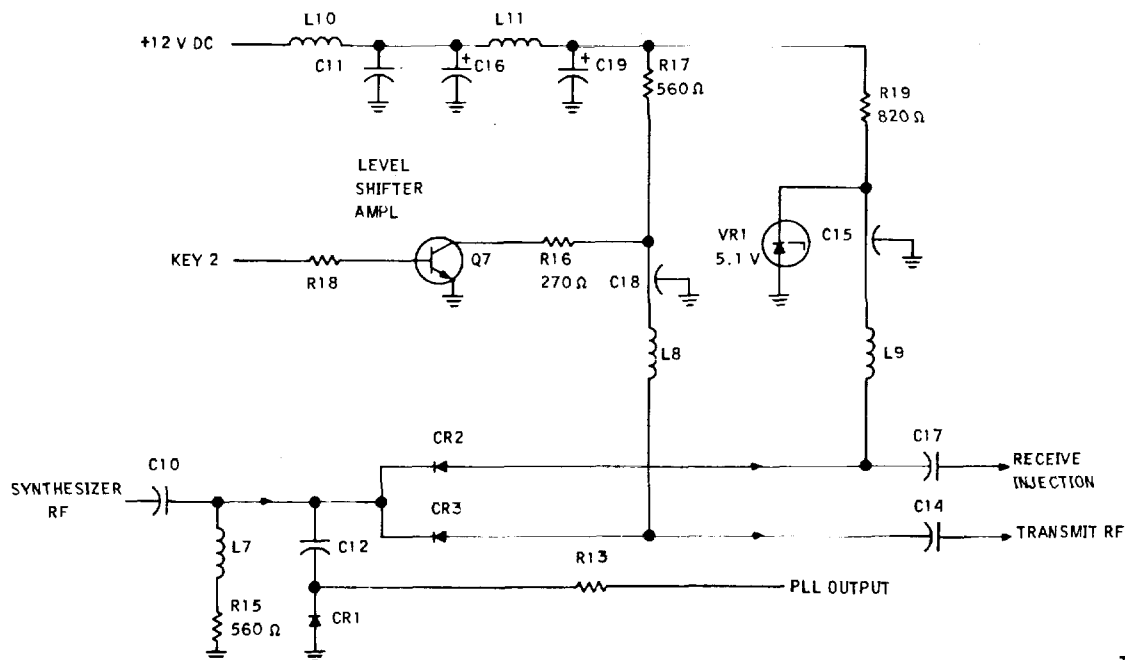 L10
L11
+12 V DC
C11
+
C16
+
C19
R17
560 Ω
R19
820 Ω
LEVEL
SHIFTER
AMPL
VR1
5.1 V
C15
KEY 2
R18
Q7
R16
270 Ω
C18
L8
L9
CR2
C17
RECEIVE
INJECTION
C10
SYNTHESIZER
RF
CR3
C14
TRANSMIT RF
L7
C12
R13
PLL OUTPUT
R15
560 Ω
CR1